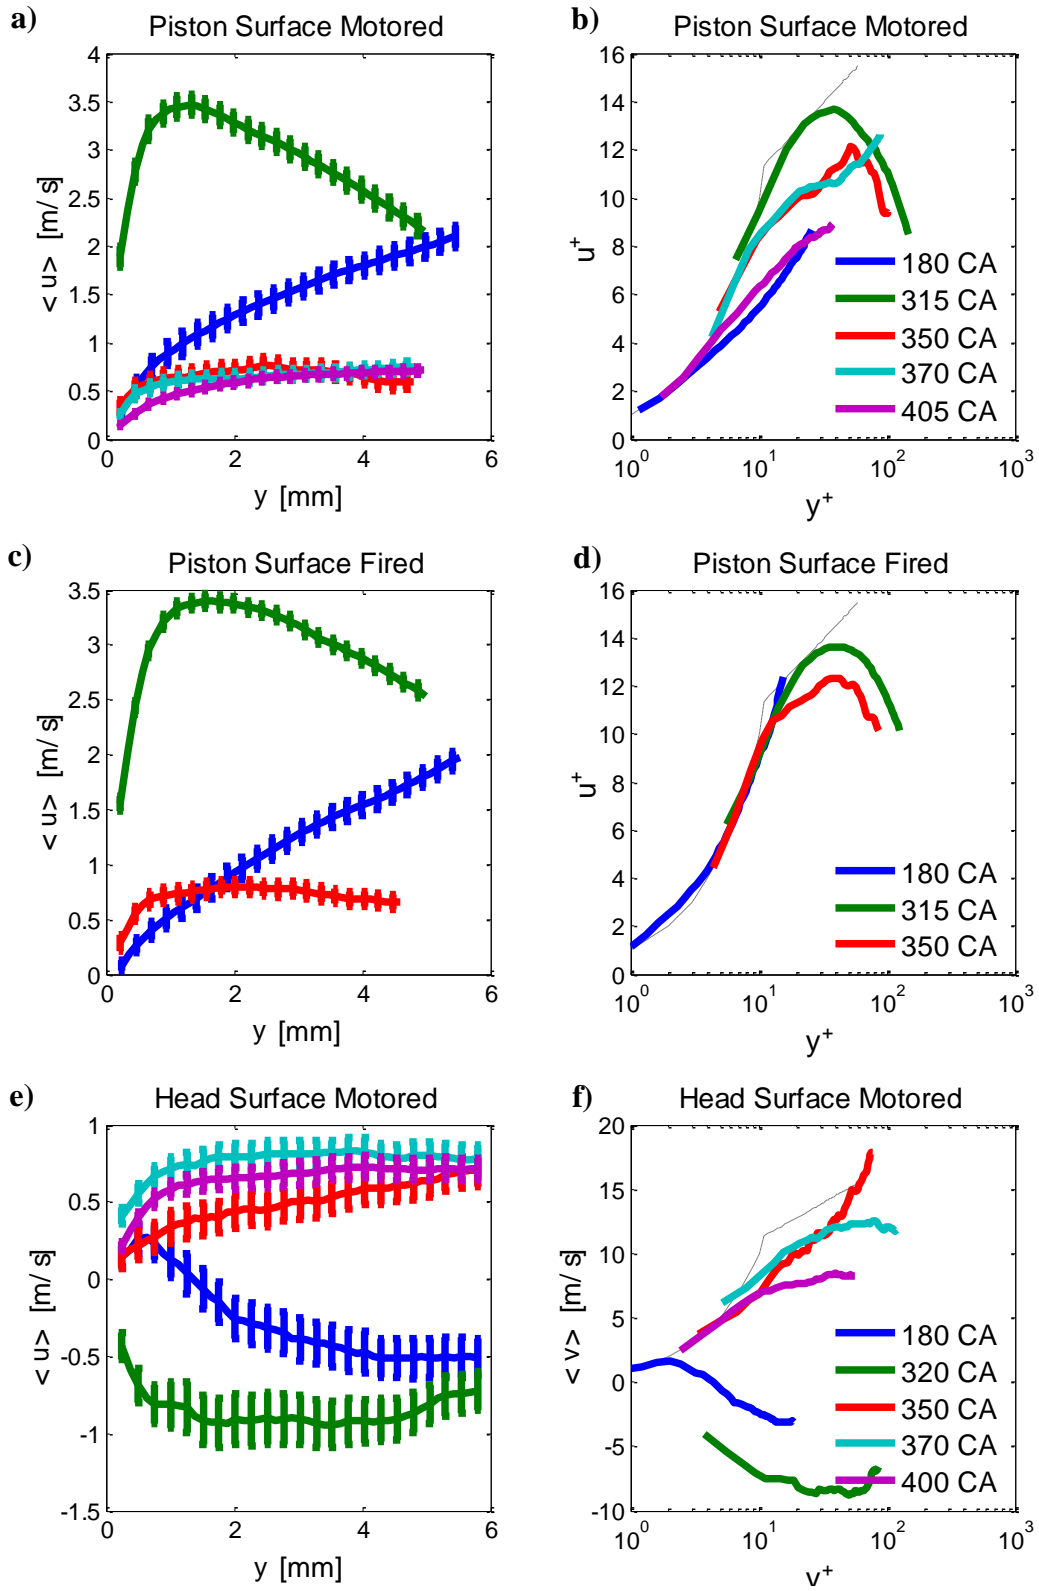 a) Piston Surface Motored
4
3.5
3
2.5
2
1.5
1
0.5
0
< u> [m/ s]
0 2 4 6
y [mm]
b) Piston Surface Motored
16
14
12
10
8
6
4
2
0
u+
180 CA
315 CA
350 CA
370 CA
405 CA
10^0 10^1 10^2 10^3
y+
c) Piston Surface Fired
3.5
3
2.5
2
1.5
1
0.5
0
< u> [m/ s]
0 2 4 6
y [mm]
d) Piston Surface Fired
16
14
12
10
8
6
4
2
0
u+
180 CA
315 CA
350 CA
10^0 10^1 10^2 10^3
y+
e) Head Surface Motored
1
0.5
0
-0.5
-1
-1.5
< u> [m/ s]
0 2 4 6
y [mm]
f) Head Surface Motored
20
15
10
5
0
-5
-10
< v> [m/ s]
180 CA
320 CA
350 CA
370 CA
400 CA
10^0 10^1 10^2 10^3
y+